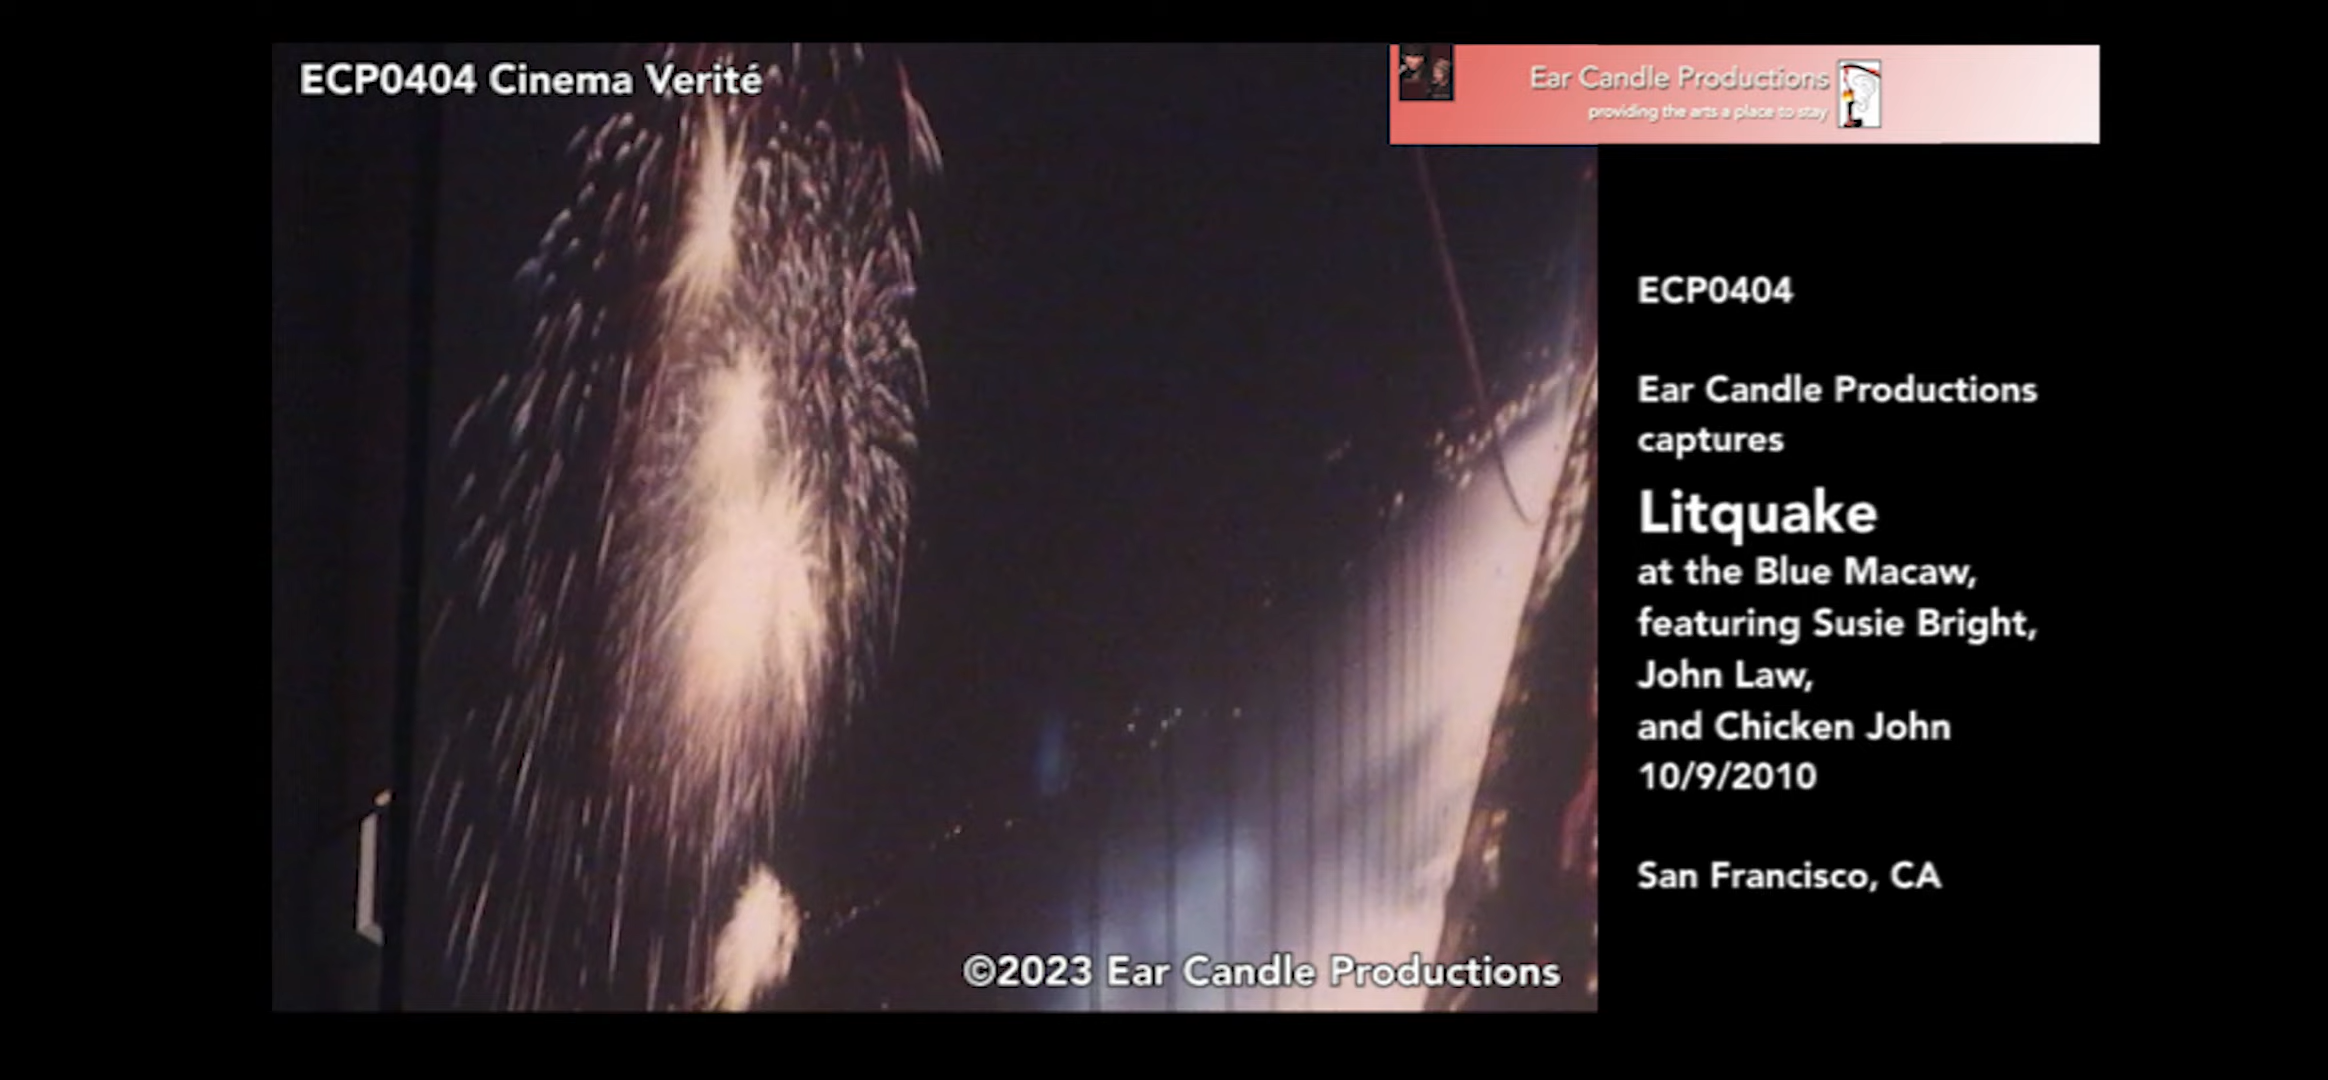 ECP0404 Cinema Verité
Ear Candle Productions
providing the arts a place to stay
ECP0404
Ear Candle Productions
captures
Litquake
at the Blue Macaw,
featuring Susie Bright,
John Law,
and Chicken John
10/9/2010
San Francisco, CA
©2023 Ear Candle Productions